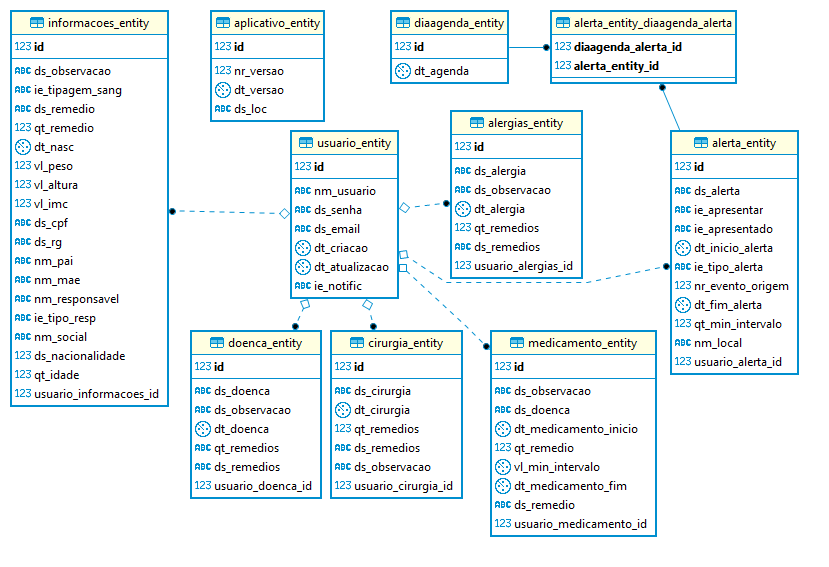 informacoes_entity
123 id
ABC ds_observacao
ABC ie_tipagem_sang
ABC ds_remedio
123 qt_remedio
dt_nasc
123 vl_peso
123 vl_altura
123 vl_imc
ABC ds_cpf
ABC ds_rg
ABC nm_pai
ABC nm_mae
ABC nm_responsavel
ABC ie_tipo_resp
ABC nm_social
ABC ds_nacionalidade
123 qt_idade
123 usuario_informacoes_id
aplicativo_entity
123 id
123 nr_versao
dt_versao
ABC ds_loc
diaagenda_entity
123 id
dt_agenda
alerta_entity_diaagenda_alerta
123 diaagenda_alerta_id
123 alerta_entity_id
usuario_entity
123 id
ABC nm_usuario
ABC ds_senha
ABC ds_email
dt_criacao
dt_atualizacao
ABC ie_notific
alergias_entity
123 id
ABC ds_alergia
ABC ds_observacao
dt_alergia
123 qt_remedios
ABC ds_remedios
123 usuario_alergias_id
alerta_entity
123 id
ABC ds_alerta
ABC ie_apresentar
ABC ie_apresentado
dt_inicio_alerta
ABC ie_tipo_alerta
123 nr_evento_origem
dt_fim_alerta
123 qt_min_intervalo
ABC nm_local
123 usuario_alerta_id
doenca_entity
123 id
ABC ds_doenca
ABC ds_observacao
dt_doenca
123 qt_remedios
ABC ds_remedios
123 usuario_doenca_id
cirurgia_entity
123 id
ABC ds_cirurgia
dt_cirurgia
123 qt_remedios
ABC ds_remedios
ABC ds_observacao
123 usuario_cirurgia_id
medicamento_entity
123 id
ABC ds_observacao
ABC ds_doenca
dt_medicamento_inicio
123 qt_remedio
vl_min_intervalo
dt_medicamento_fim
ABC ds_remedio
123 usuario_medicamento_id